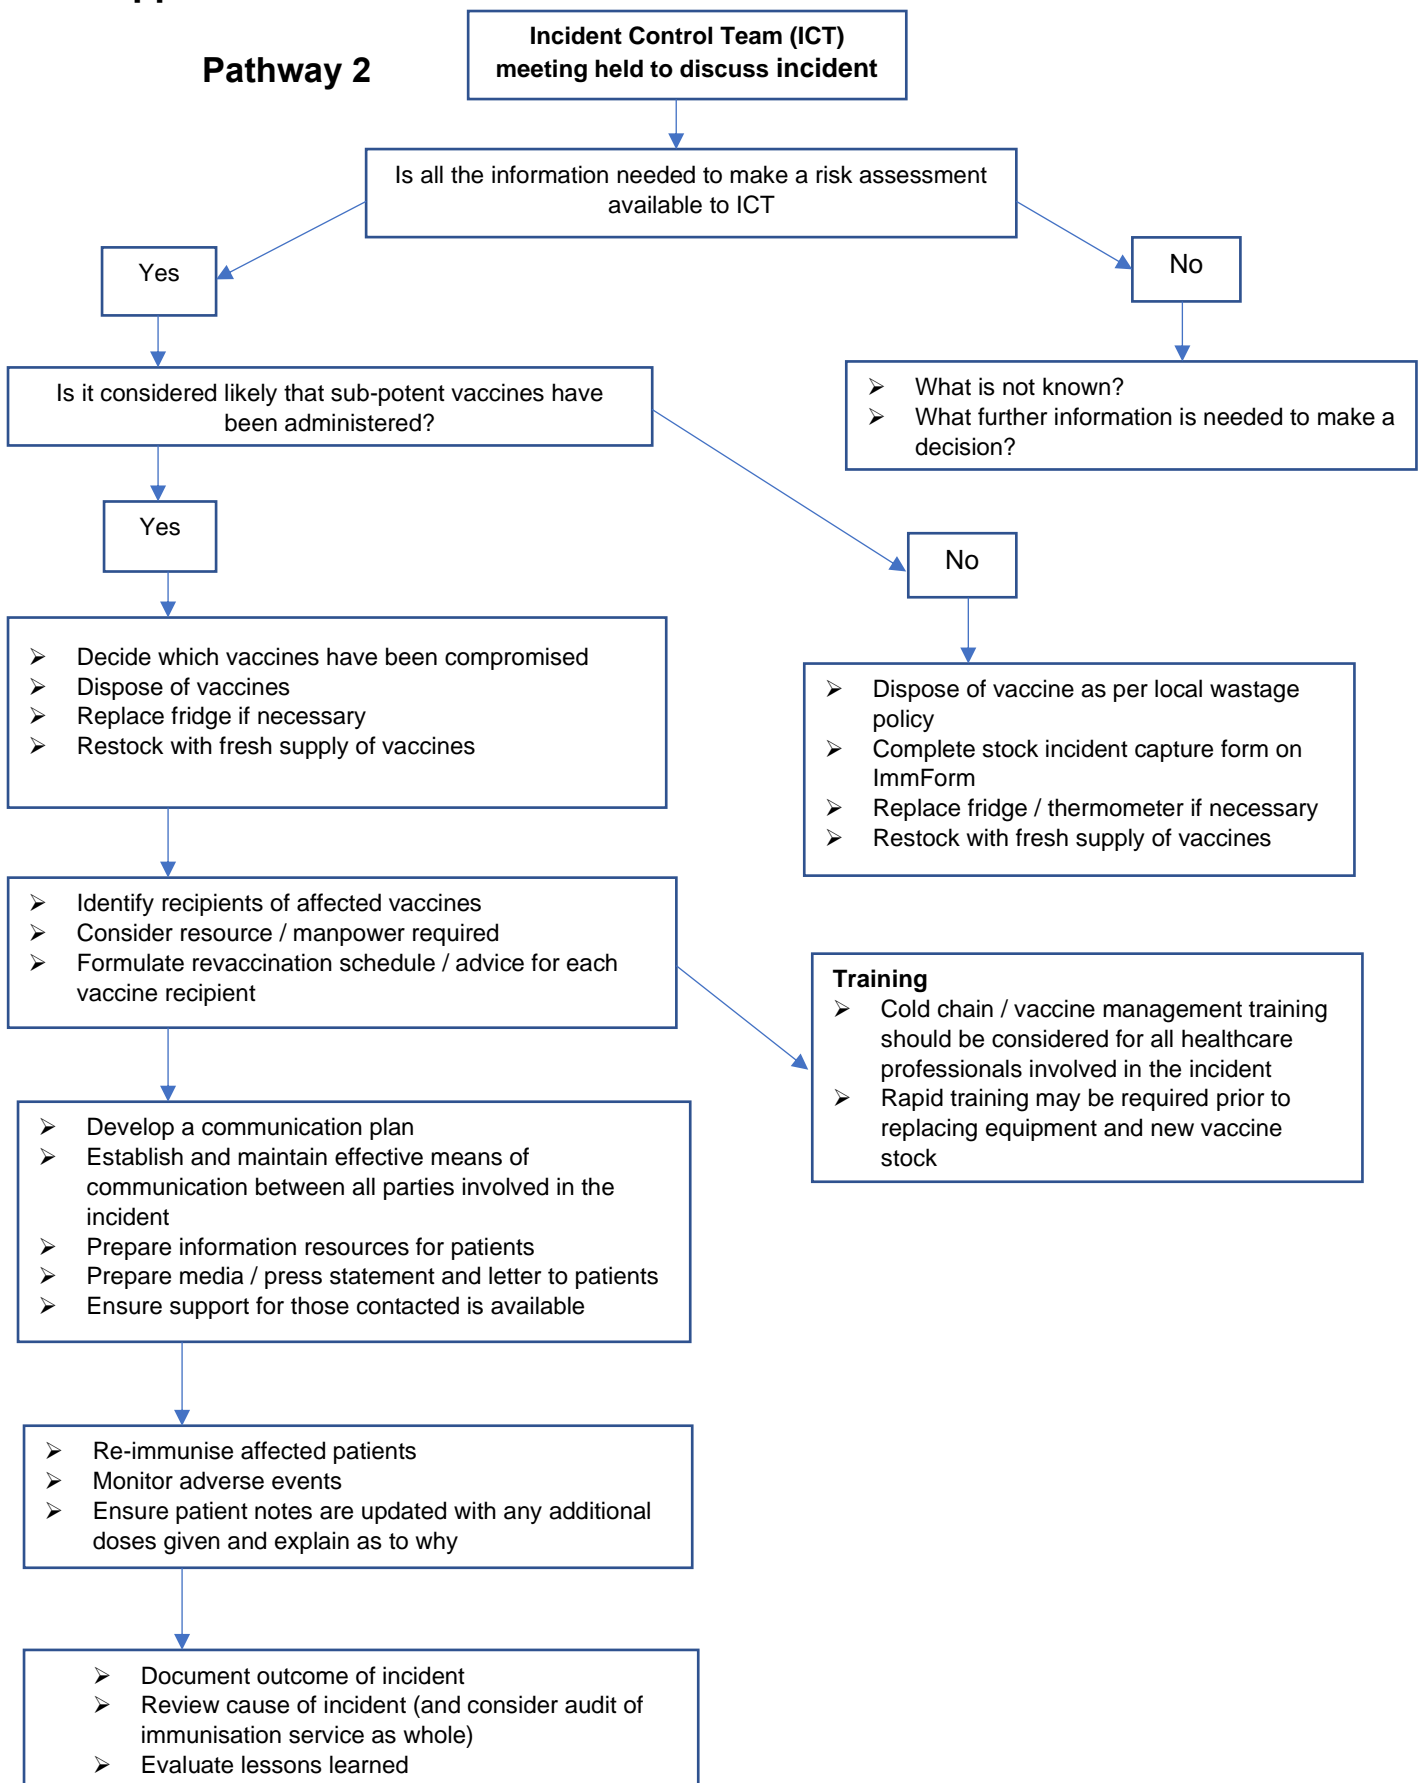 Pathway 2
Incident Control Team (ICT)
meeting held to discuss incident
Is all the information needed to make a risk assessment
available to ICT
Yes
No
Is it considered likely that sub-potent vaccines have
been administered?
➢ What is not known?
➢ What further information is needed to make a
decision?
Yes
No
➢ Decide which vaccines have been compromised
➢ Dispose of vaccines
➢ Replace fridge if necessary
➢ Restock with fresh supply of vaccines
➢ Dispose of vaccine as per local wastage
policy
➢ Complete stock incident capture form on
ImmForm
➢ Replace fridge / thermometer if necessary
➢ Restock with fresh supply of vaccines
➢ Identify recipients of affected vaccines
➢ Consider resource / manpower required
➢ Formulate revaccination schedule / advice for each
vaccine recipient
Training
➢ Cold chain / vaccine management training
should be considered for all healthcare
professionals involved in the incident
➢ Rapid training may be required prior to
replacing equipment and new vaccine
stock
➢ Develop a communication plan
➢ Establish and maintain effective means of
communication between all parties involved in the
incident
➢ Prepare information resources for patients
➢ Prepare media / press statement and letter to patients
➢ Ensure support for those contacted is available
➢ Re-immunise affected patients
➢ Monitor adverse events
➢ Ensure patient notes are updated with any additional
doses given and explain as to why
➢ Document outcome of incident
➢ Review cause of incident (and consider audit of
immunisation service as whole)
➢ Evaluate lessons learned